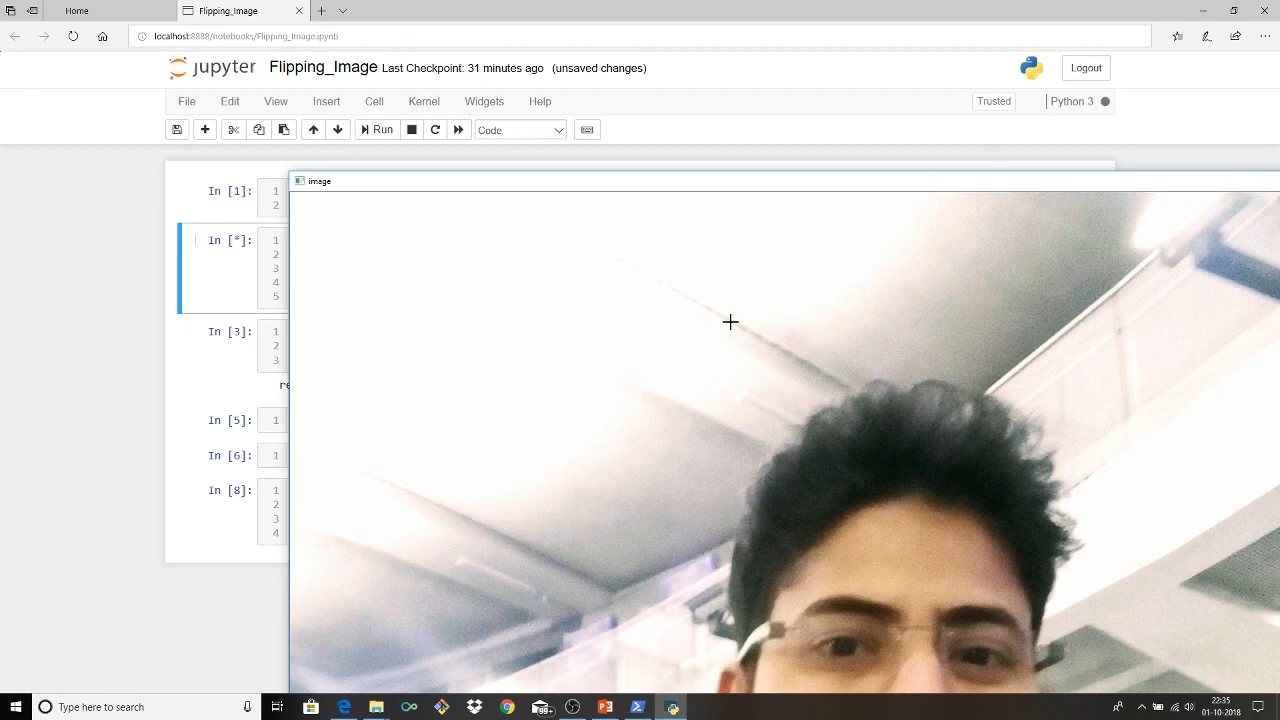 Home
Flipping_Image
localhost:8888/notebooks/Flipping_Image.ipynb
jupyter Flipping_Image Last Checkpoint: 31 minutes ago (unsaved changes)
Logout
File Edit View Insert Cell Kernel Widgets Help
Trusted
Python 3
Run
Code
image
In [1]:
1
2
In [*]:
1
2
3
4
5
In [3]:
1
2
3
re
In [5]:
1
In [6]:
1
In [8]:
1
2
3
4
Type here to search
99+
22:35
01-10-2018